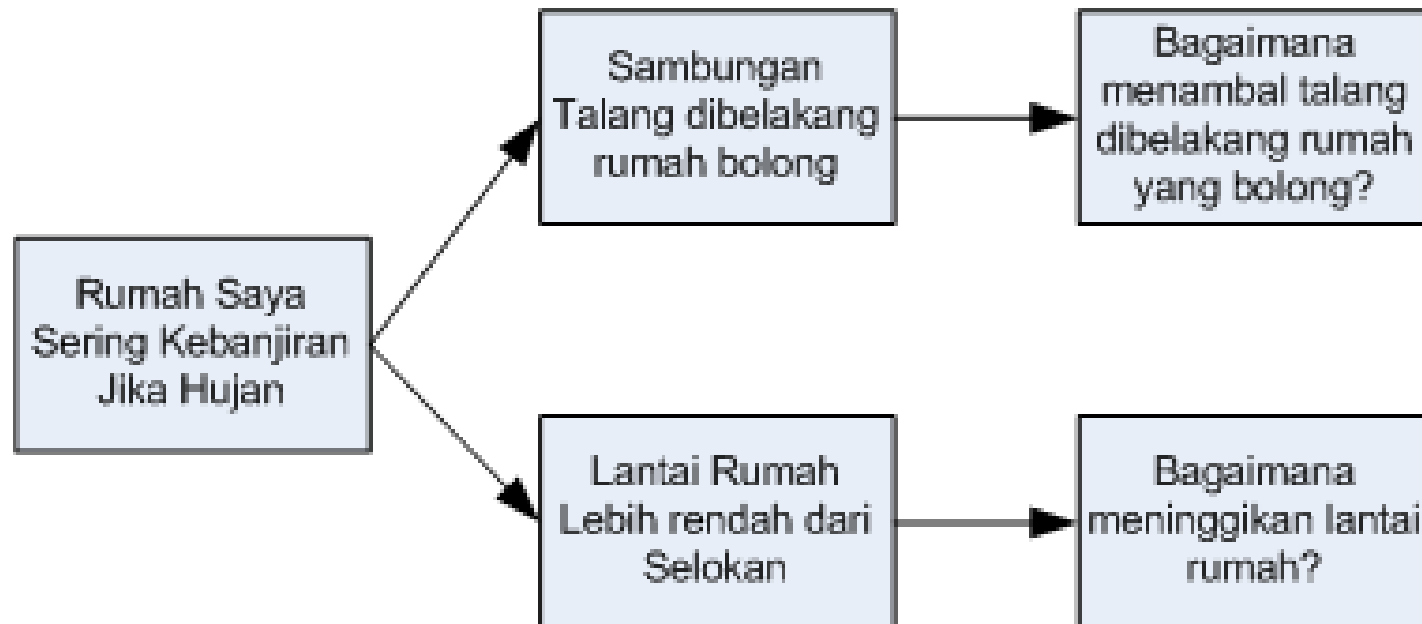 Rumah Saya
Sering Kebanjiran
Jika Hujan
Sambungan
Talang dibelakang
rumah bolong
Bagaimana
menambal talang
dibelakang rumah
yang bolong?
Lantai Rumah
Lebih rendah dari
Selokan
Bagaimana
meninggikan lantai
rumah?